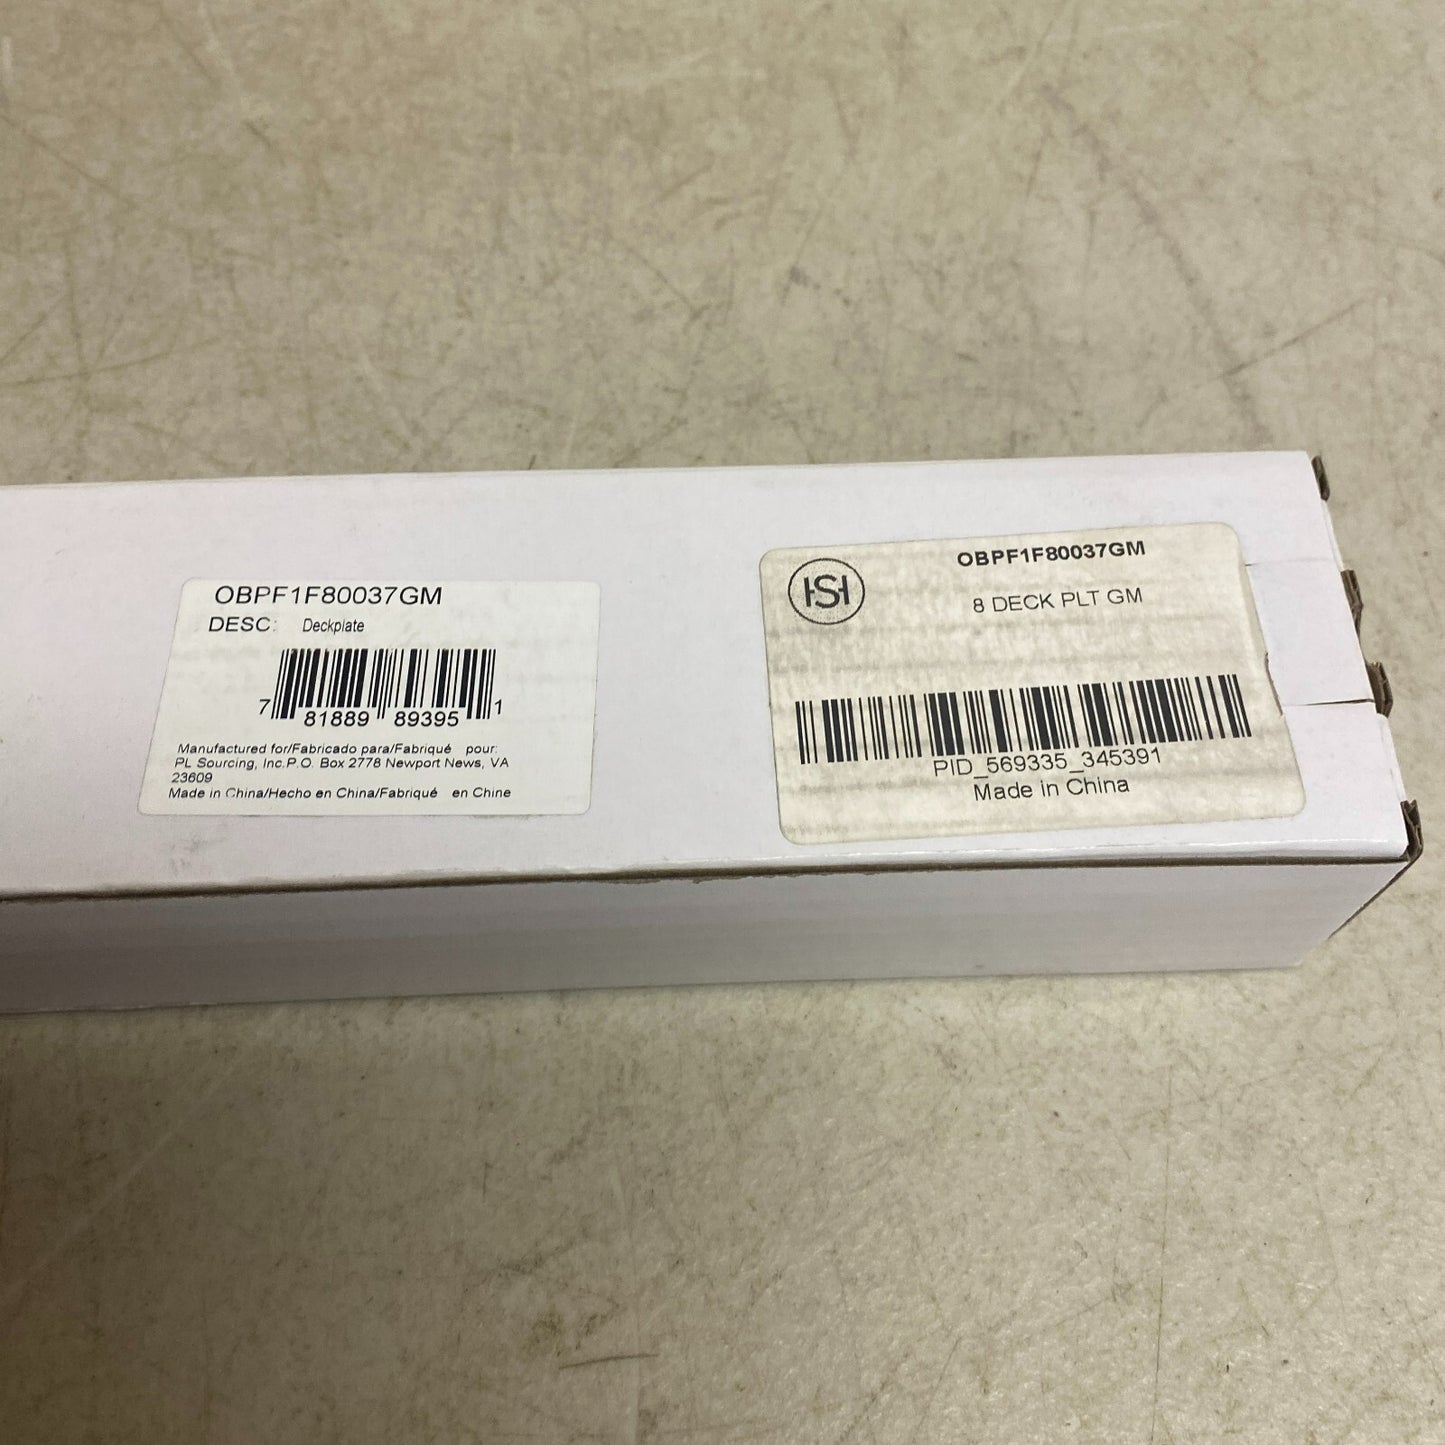 OBPF1F80037GM
DESC: Deckplate
7 81889 89395 1
Manufactured for/Fabricado para/Fabriqué pour:
PL Sourcing, Inc.P.O. Box 2778 Newport News, VA
23609
Made in China/Hecho en China/Fabriqué en Chine
HSH
OBPF1F80037GM
8 DECK PLT GM
PID_569335_345391
Made in China